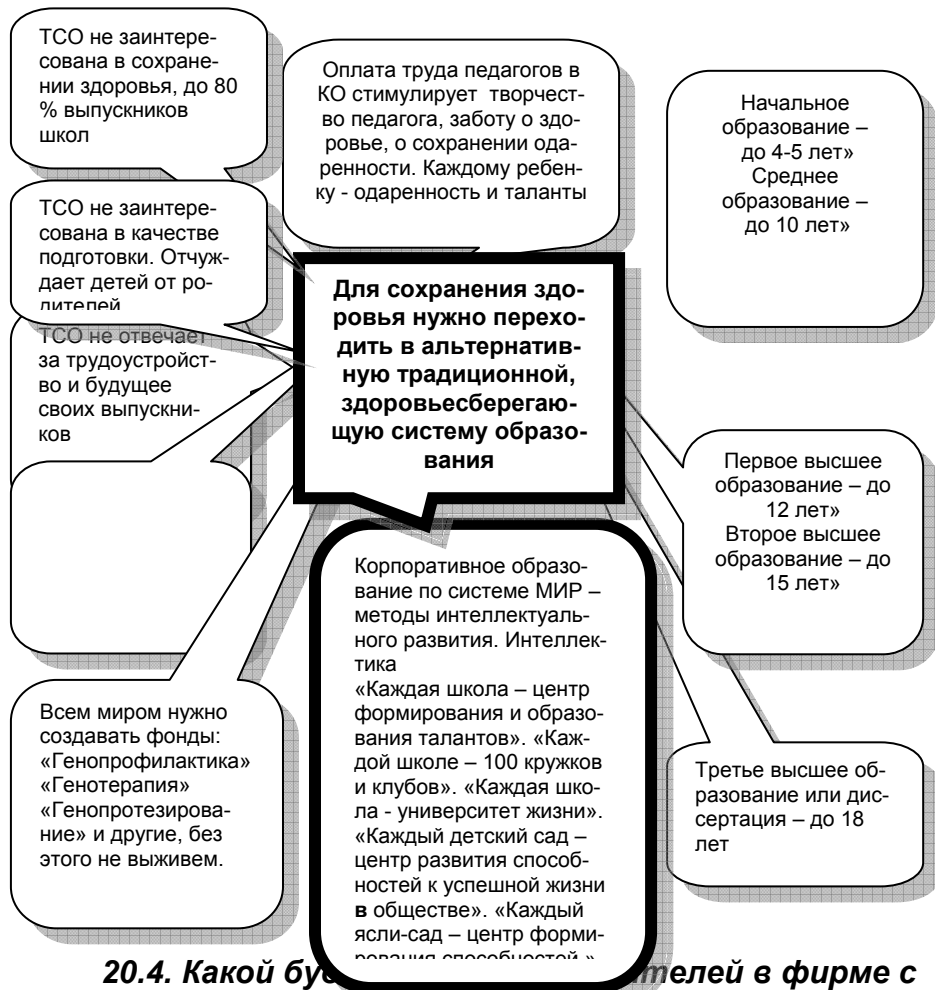 ТСО не заинтере-
сована в сохране-
нии здоровья, до 80
% выпускников
школ
Оплата труда педагогов в
КО стимулирует творчест-
во педагога, заботу о здо-
ровье, о сохранении ода-
ренности. Каждому ребен-
ку - одаренность и таланты
Начальное
образование –
до 4-5 лет»
Среднее
образование –
до 10 лет»
ТСО не заинтере-
сована в качестве
подготовки. Отчуж-
дает детей от ро-
дителей
ТСО не отвечает
за трудоустройст-
во и будущее
своих выпускни-
ков
Для сохранения здо-
ровья нужно перехо-
дить в альтернатив-
ную традиционной,
здоровьесберегаю-
щую систему образо-
вания
Первое высшее
образование – до
12 лет»
Второе высшее
образование – до
15 лет»
Корпоративное образо-
вание по системе МИР –
методы интеллектуаль-
ного развития. Интеллек-
тика
«Каждая школа – центр
формирования и образо-
вания талантов». «Каж-
дой школе – 100 кружков
и клубов». «Каждая шко-
ла - университет жизни».
«Каждый детский сад –
центр развития способ-
ностей к успешной жизни
в обществе». «Каждый
ясли-сад – центр форми-
рования способностей.»
Всем миром нужно
создавать фонды:
«Генопрофилактика»
«Генотерапия»
«Генопротезирова-
ние» и другие, без
этого не выживем.
Третье высшее об-
разование или дис-
сертация – до 18
лет
20.4. Какой в фирме с